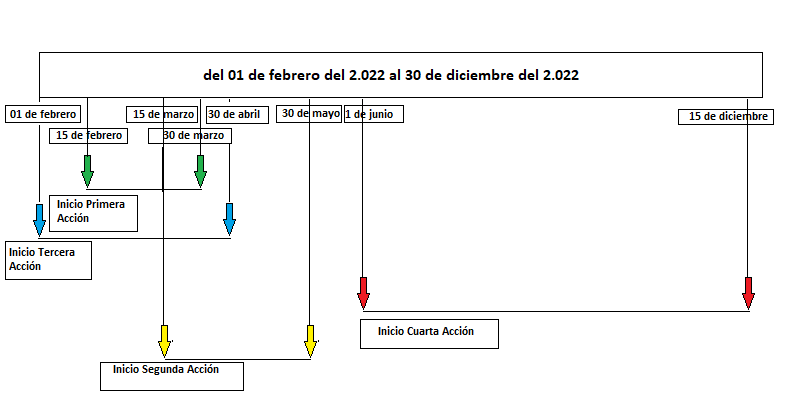 del 01 de febrero del 2.022 al 30 de diciembre del 2.022
01 de febrero
15 de marzo
30 de abril
30 de mayo
1 de junio
15 de diciembre
15 de febrero
30 de marzo
Inicio Primera
Acción
Inicio Tercera
Acción
Inicio Cuarta Acción
Inicio Segunda Acción